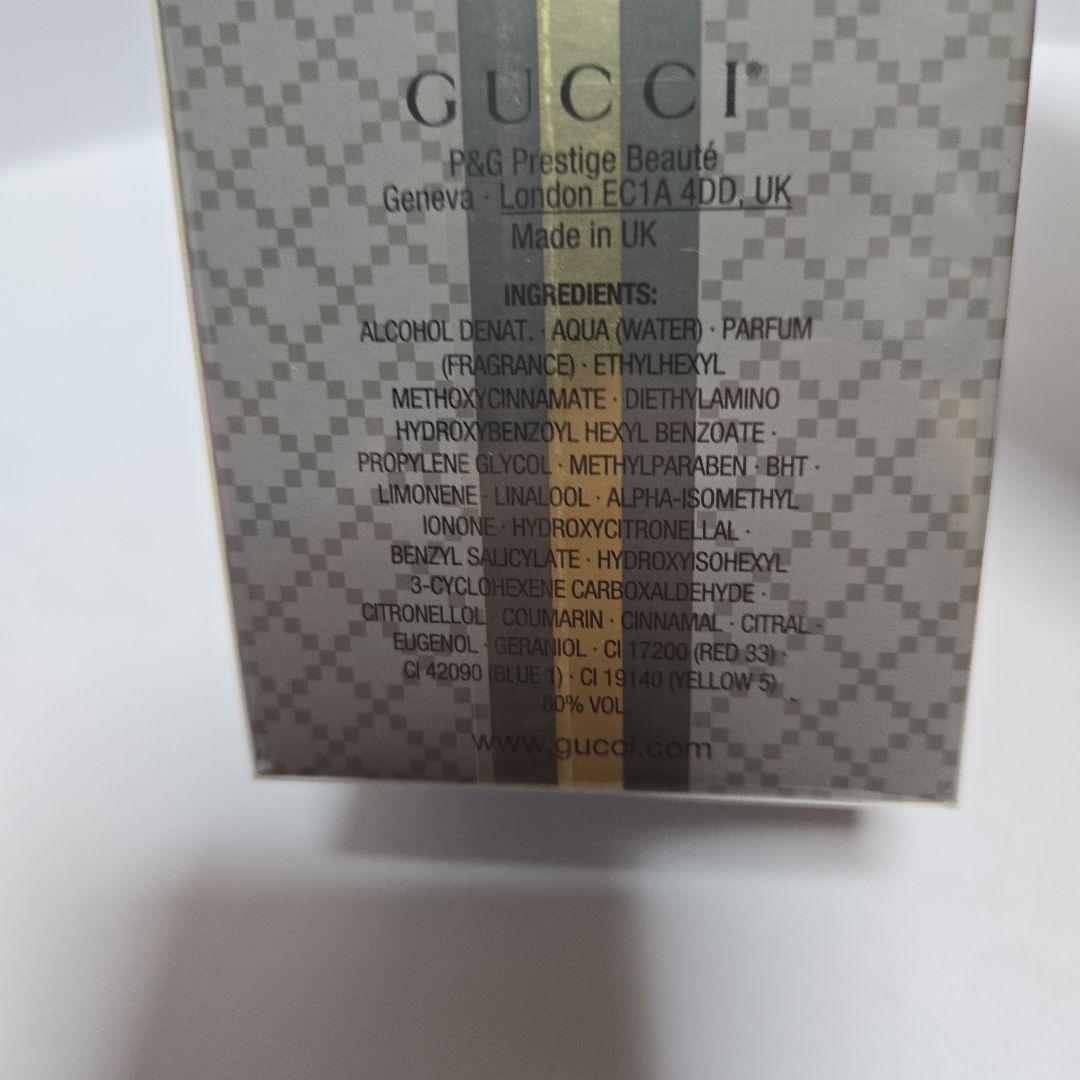 GUCCI®
P&G Prestige Beauté
Geneva · London EC1A 4DD, UK
Made in UK
INGREDIENTS:
ALCOHOL DENAT. · AQUA (WATER) · PARFUM
(FRAGRANCE) · ETHYLHEXYL
METHOXYCINNAMATE · DIETHYLAMINO
HYDROXYBENZOYL HEXYL BENZOATE ·
PROPYLENE GLYCOL · METHYLPARABEN · BHT ·
LIMONENE · LINALOOL · ALPHA-ISOMETHYL
IONONE · HYDROXYCITRONELLAL ·
BENZYL SALICYLATE · HYDROXYISOHEXYL
3-CYCLOHEXENE CARBOXALDEHYDE ·
CITRONELLOL · COUMARIN · CINNAMAL · CITRAL ·
EUGENOL · GERANIOL · CI 17200 (RED 33) ·
CI 42090 (BLUE 1) · CI 19140 (YELLOW 5)
80% VOL.
www.gucci.com